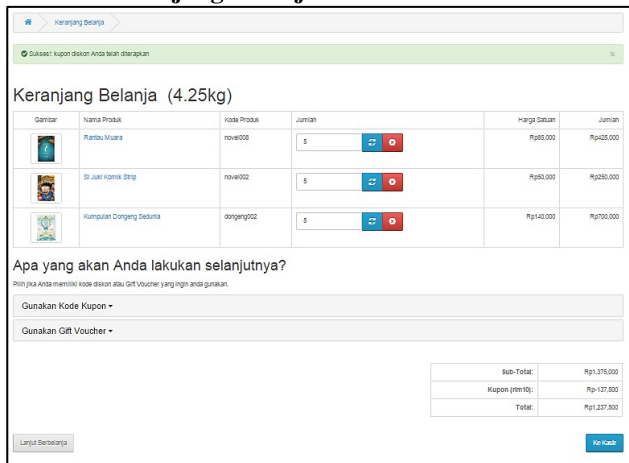 Keranjang Belanja
Sukses!: kupon diskon Anda telah diterapkan ×
Keranjang Belanja (4.25kg)
Gambar Nama Produk Kode Produk Jumlah Harga Satuan Jumlah
Rantau Muara novel008 5 Rp85,000 Rp425,000
Si Juki Komik Strip novel002 5 Rp50,000 Rp250,000
Kumpulan Dongeng Sedunia dongeng002 5 Rp140,000 Rp700,000
Apa yang akan Anda lakukan selanjutnya?
Pilih jika Anda memiliki kode diskon atau Gift Voucher yang ingin anda gunakan.
Gunakan Kode Kupon
Gunakan Gift Voucher
Sub-Total: Rp1,375,000
Kupon (rim10): Rp-137,500
Total: Rp1,237,500
Lanjut Berbelanja Ke Kasir